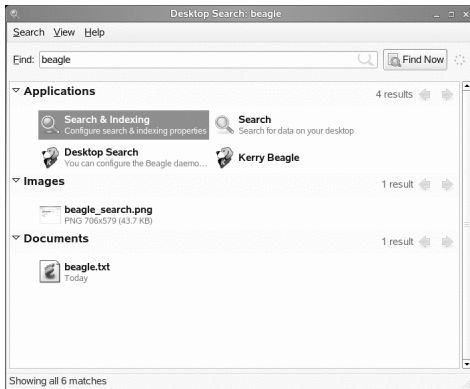 Desktop Search: beagle
Search View Help
Find: beagle Find Now
Applications 4 results
Search & Indexing
Configure search & indexing properties
Search
Search for data on your desktop
Desktop Search
You can configure the Beagle daemo...
Kerry Beagle
Images 1 result
beagle_search.png
PNG 706x579 (43.7 KB)
Documents 1 result
beagle.txt
Today
Showing all 6 matches